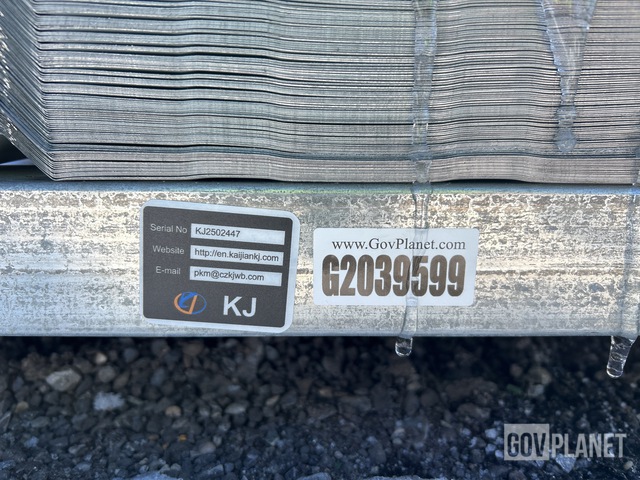 Serial No KJ2502447
Website http://en.kaijiankj.com
E-mail pkm@czkjwb.com
KJ
www.GovPlanet.com
G2039599
GOVPLANET